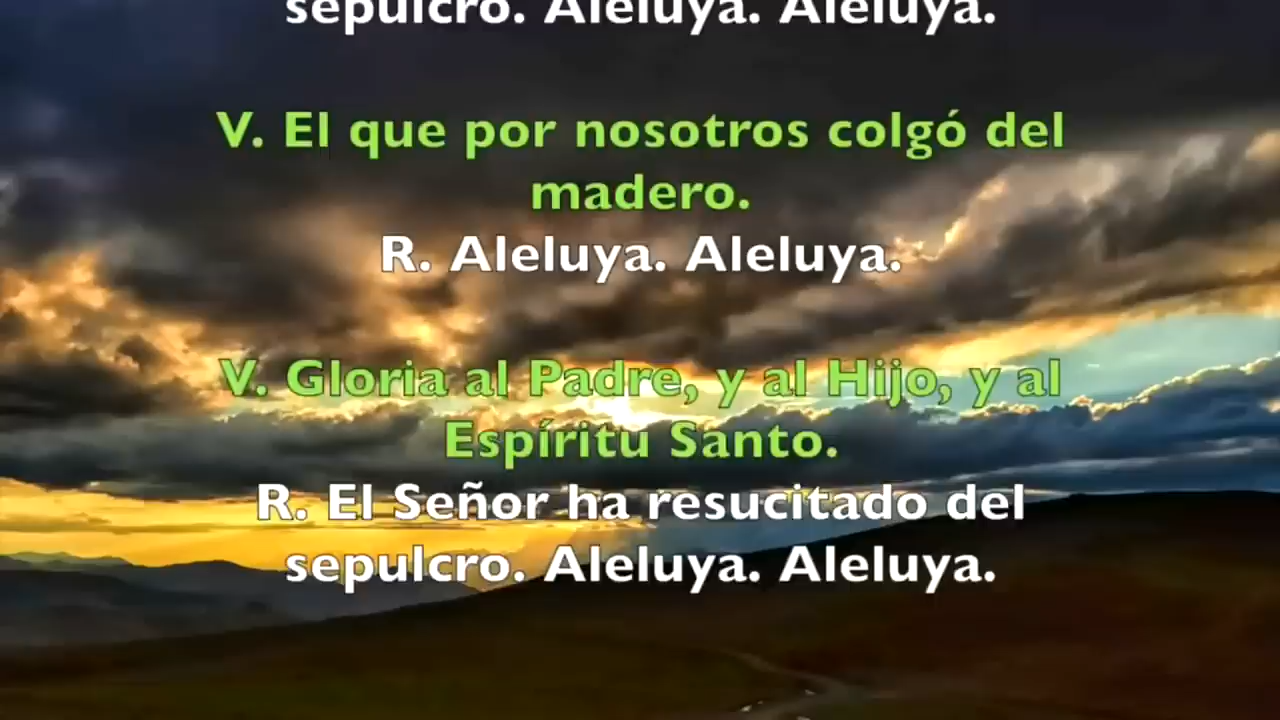 sepulcro. Aleluya. Aleluya.
V. El que por nosotros colgó del
madero.
R. Aleluya. Aleluya.
V. Gloria al Padre, y al Hijo, y al
Espíritu Santo.
R. El Señor ha resucitado del
sepulcro. Aleluya. Aleluya.